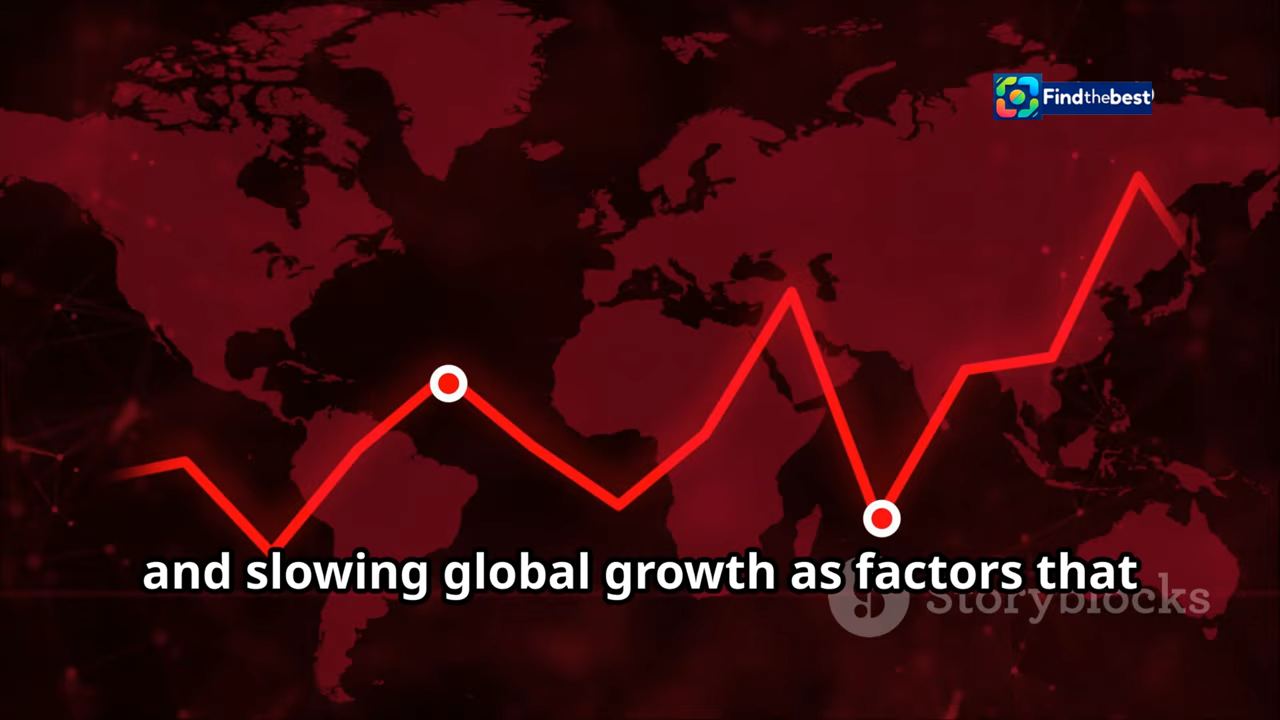 Findthebest
and slowing global growth as factors that
Storyblocks